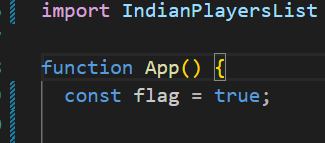 import IndianPlayersList
function App() {
const flag = true;